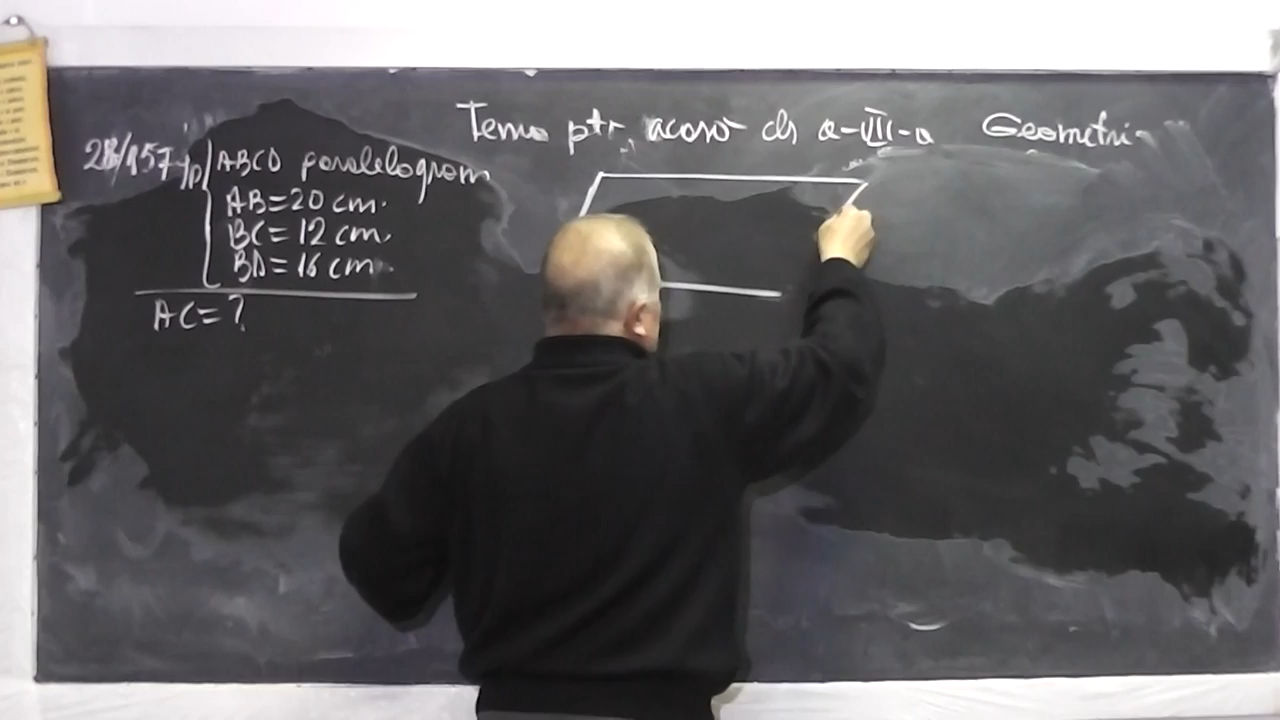 Tema ptr. acasă cls a-VII-a Geometri
28/157 ip ABCD paralelogram
AB=20 cm.
BC=12 cm.
BD=16 cm.
AC=?